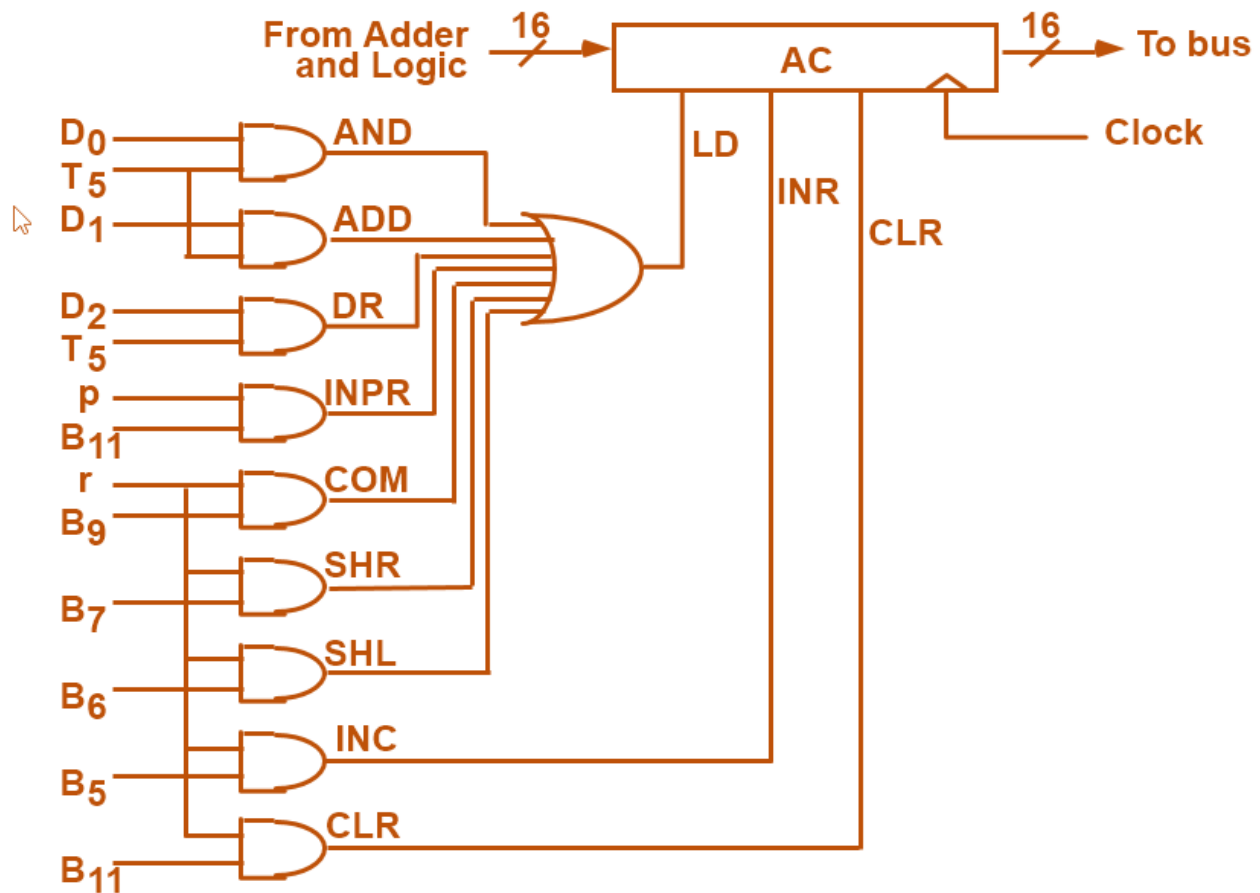 From Adder
and Logic
16
AC
16
To bus
Clock
LD
INR
CLR
D0
T5
AND
D1
ADD
D2
T5
DR
p
B11
INPR
r
B9
COM
B7
SHR
B6
SHL
B5
INC
B11
CLR